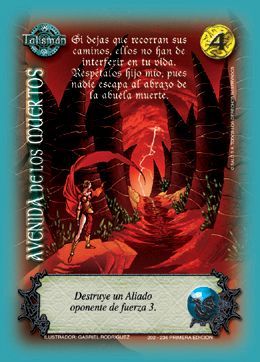 Talismán
Si dejas que recorran sus
caminos, ellos no han de
interferir en tu vida.
Respétalos hijo mío, pues
nadie escapa al abrazo de
la abuela muerte.
4
AVENIDA DE LOS MUERTOS
Destruye un Aliado
oponente de fuerza 3.
ILUSTRADOR: GABRIEL RODRIGUEZ
202 - 234 PRIMERA EDICION